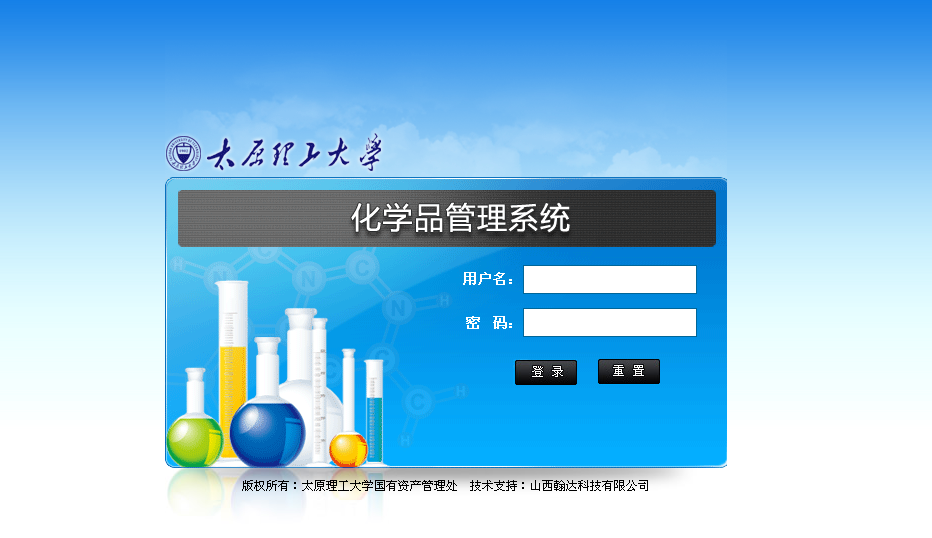 太原理工大学
化学品管理系统
用户名：
密 码：
登 录 重 置
版权所有：太原理工大学国有资产管理处 技术支持：山西翰达科技有限公司